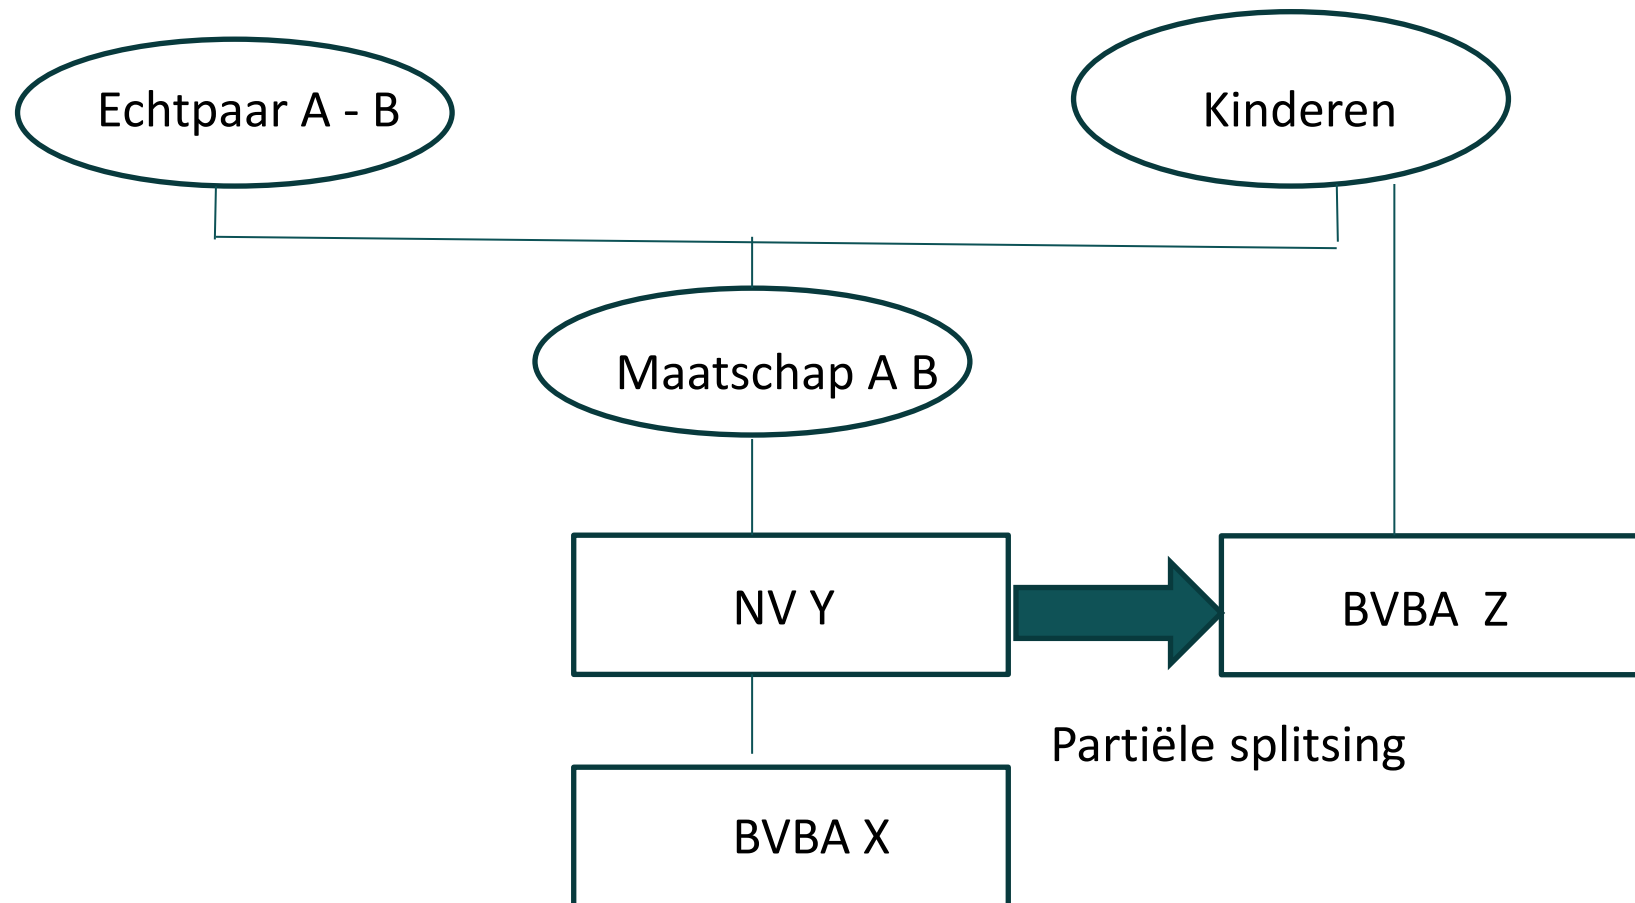 Echtpaar A - B
Kinderen
Maatschap A B
NV Y
BVBA Z
Partiële splitsing
BVBA X